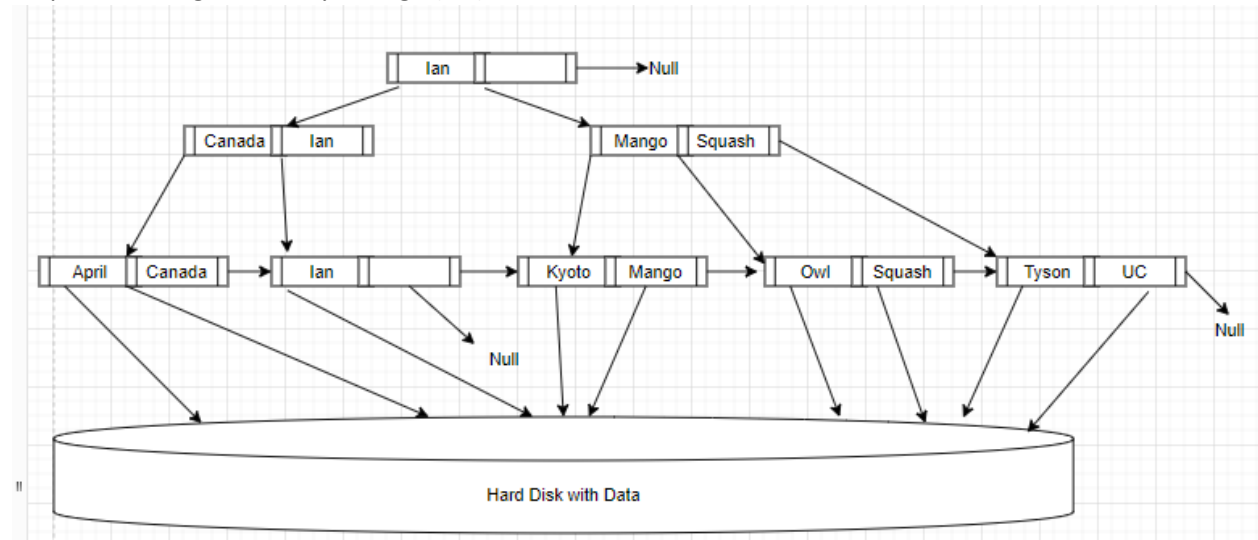 Ian Null
Canada Ian Mango Squash
April Canada Ian Kyoto Mango Owl Squash Tyson UC
Null
Null
Hard Disk with Data